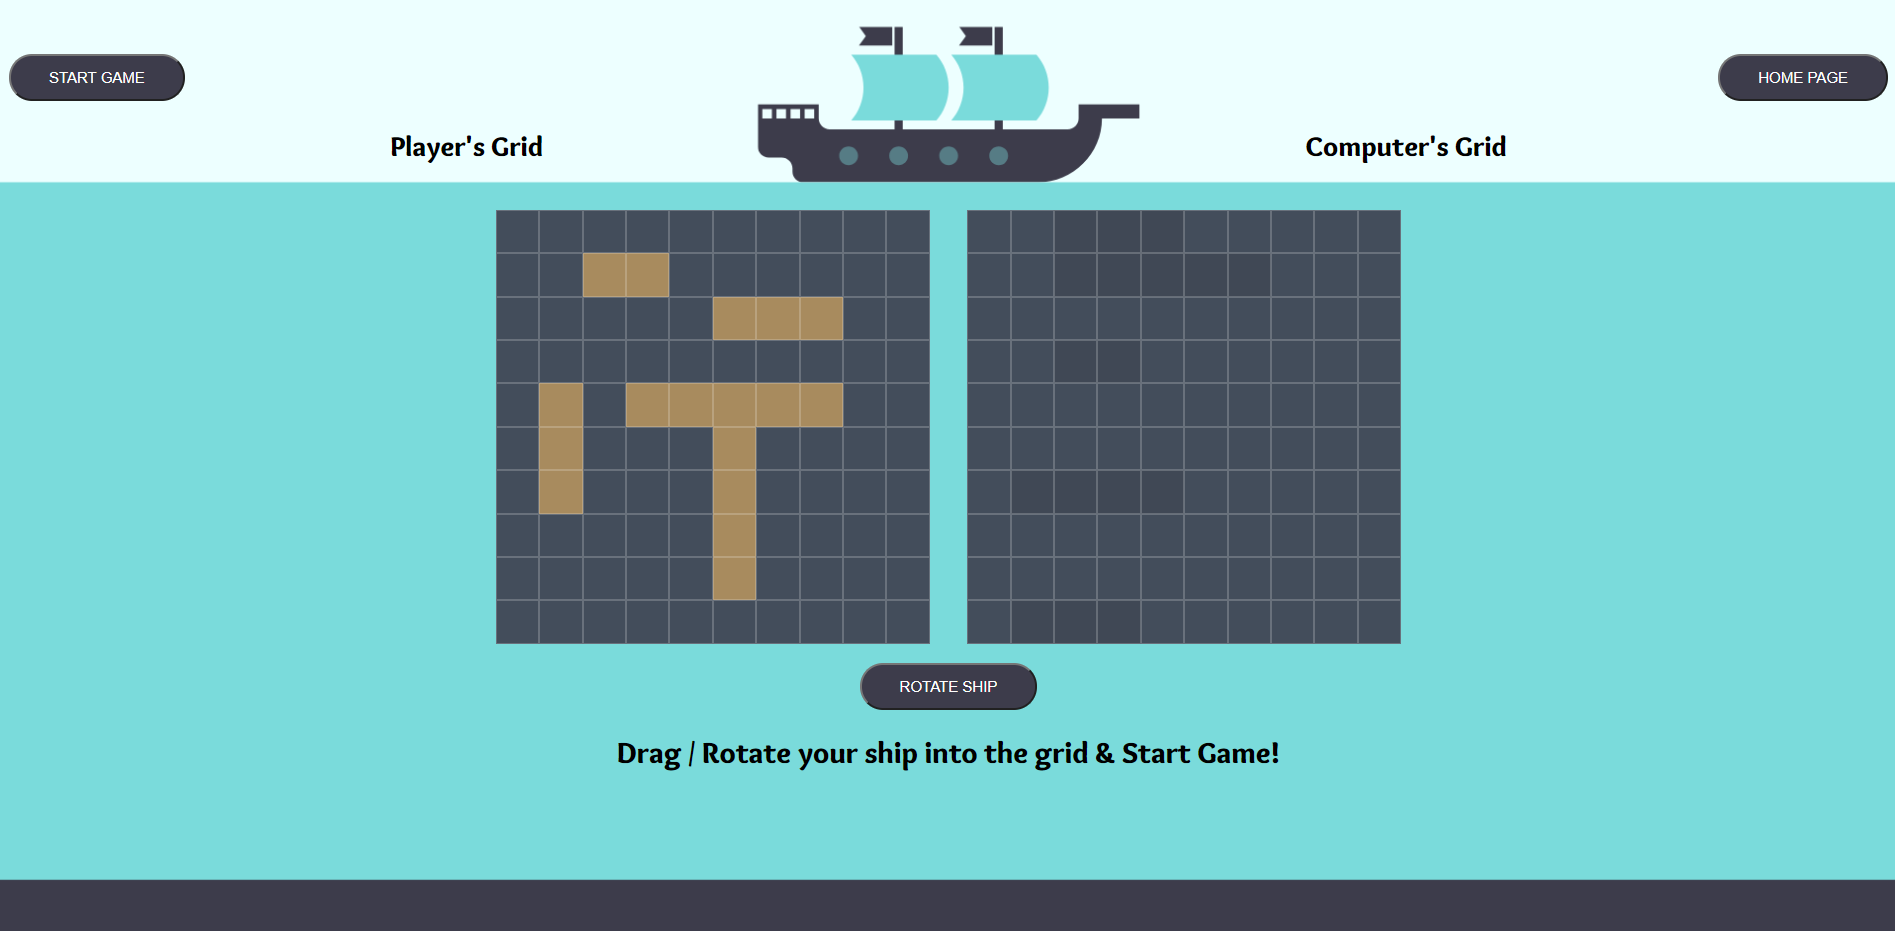 START GAME
HOME PAGE
Player's Grid
Computer's Grid
ROTATE SHIP
Drag / Rotate your ship into the grid & Start Game!